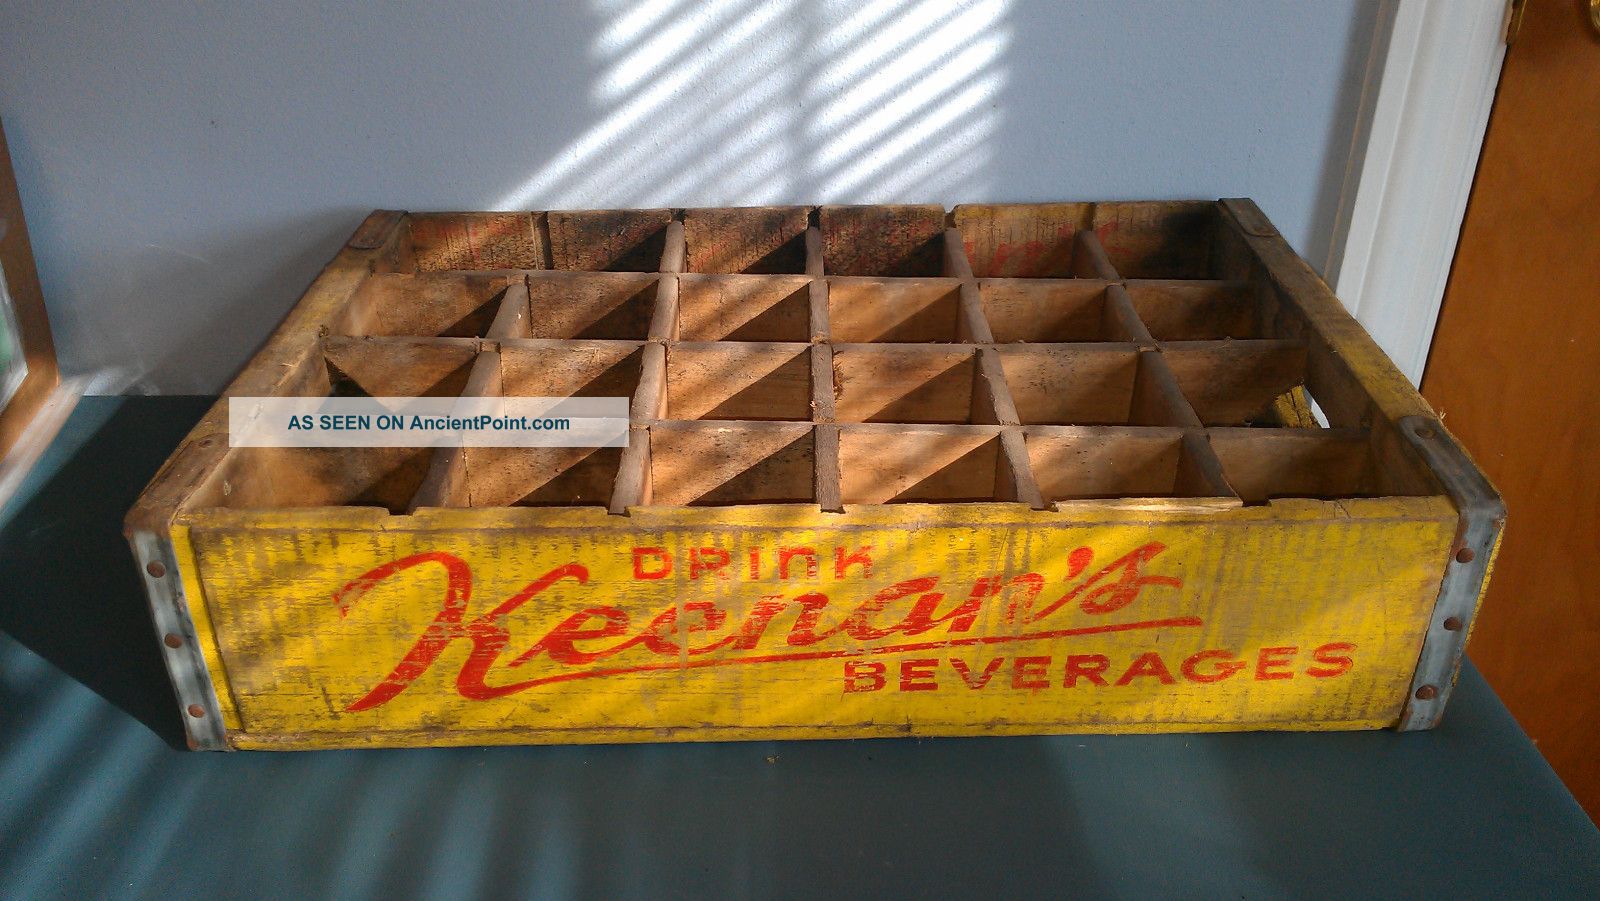 AS SEEN ON AncientPoint.com
DRINK
Keenan's
BEVERAGES